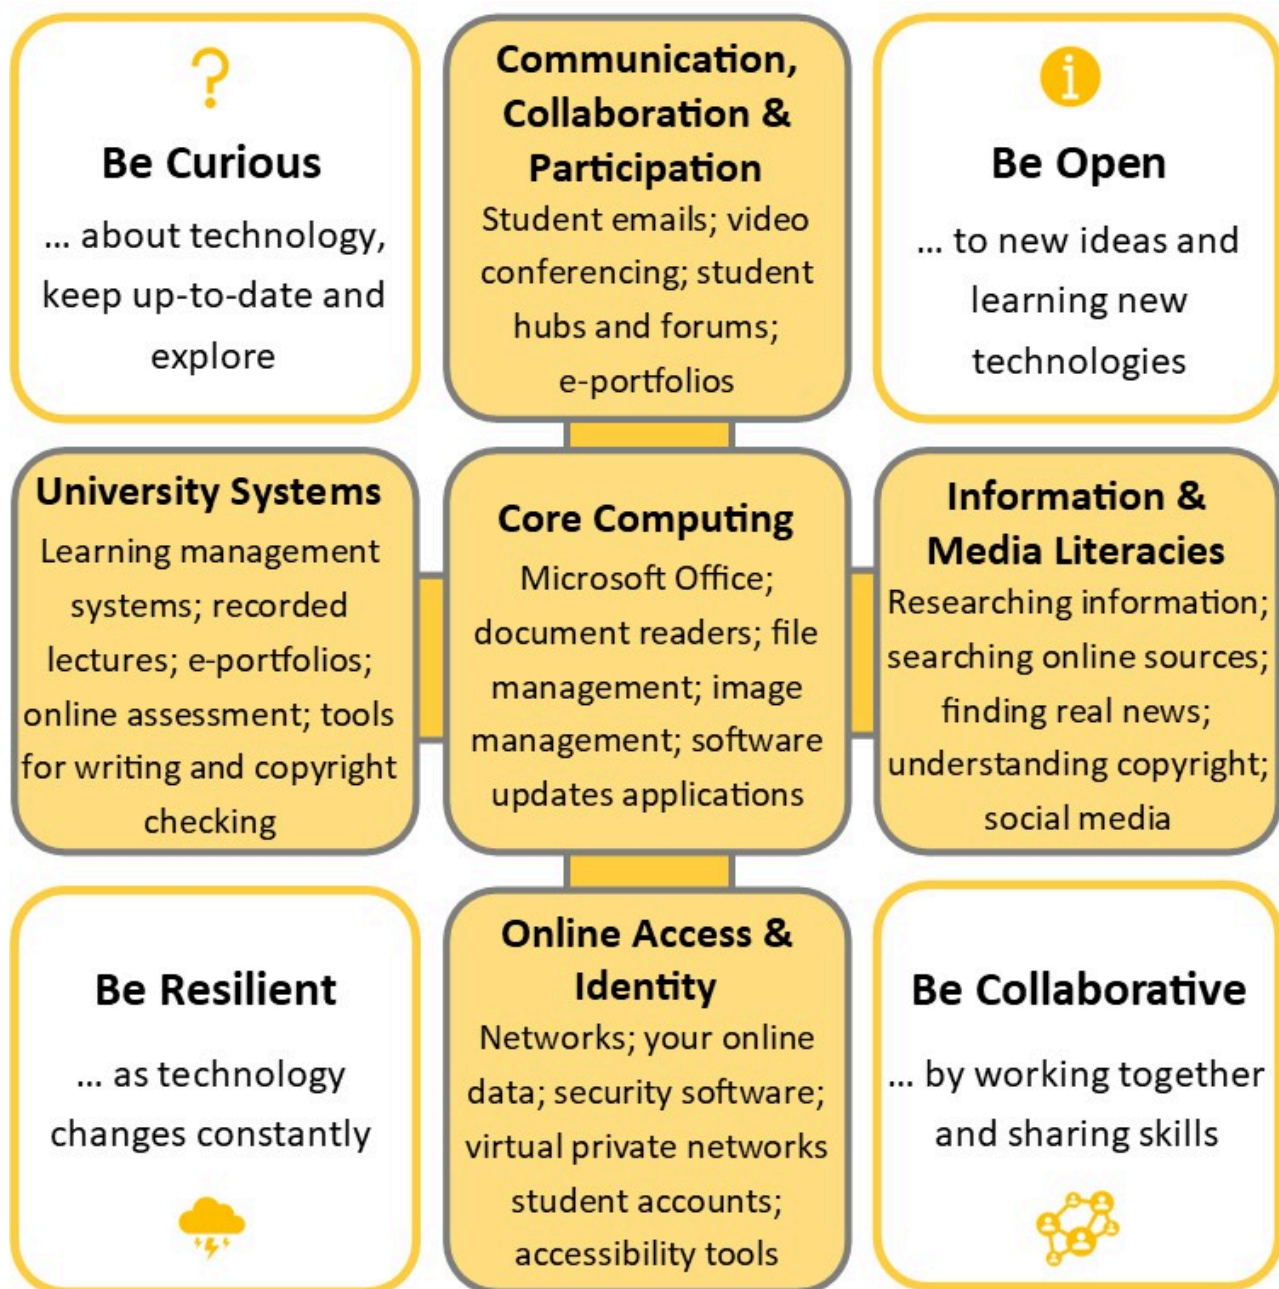 ?
Be Curious
... about technology,
keep up-to-date and
explore
Communication,
Collaboration &
Participation
Student emails; video
conferencing; student
hubs and forums;
e-portfolios
i
Be Open
... to new ideas and
learning new
technologies
University Systems
Learning management
systems; recorded
lectures; e-portfolios;
online assessment; tools
for writing and copyright
checking
Core Computing
Microsoft Office;
document readers; file
management; image
management; software
updates applications
Information &
Media Literacies
Researching information;
searching online sources;
finding real news;
understanding copyright;
social media
Be Resilient
... as technology
changes constantly
Online Access &
Identity
Networks; your online
data; security software;
virtual private networks
student accounts;
accessibility tools
Be Collaborative
... by working together
and sharing skills